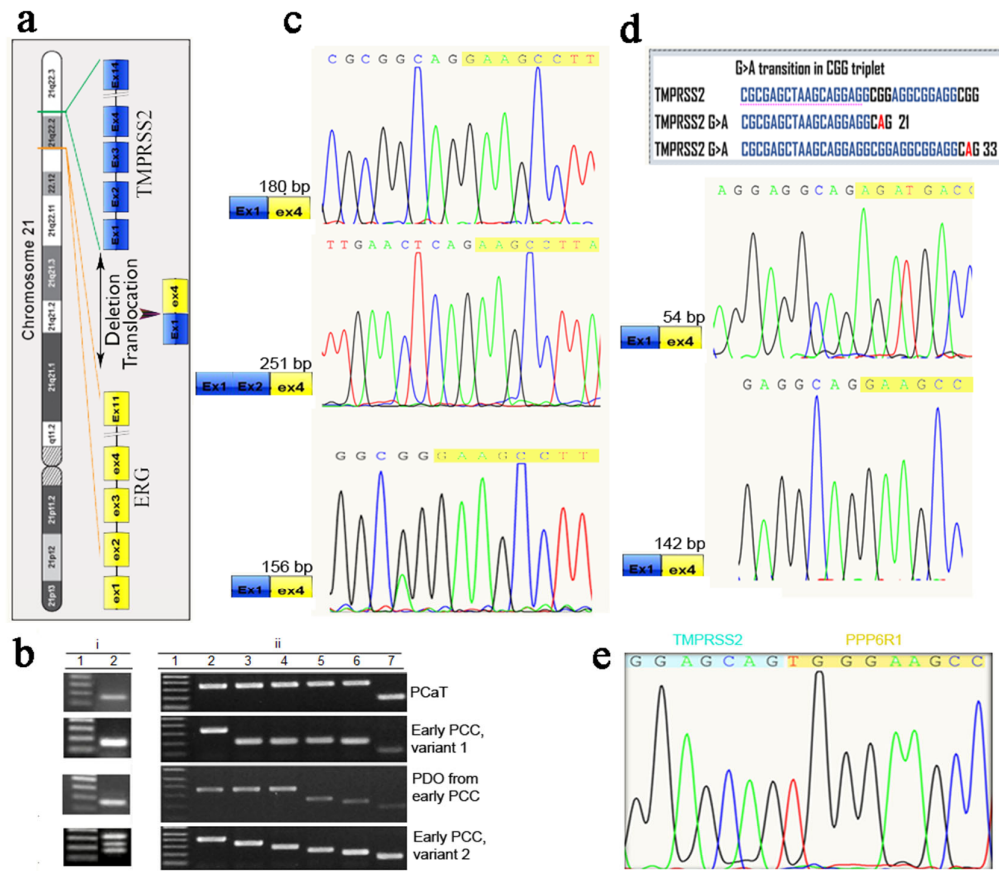 a
Chromosome 21
21q22.3
21q22.2
22.12
21q22.11
21q21.3
21q21.2
21q21.1
q11.2
21p11.2
21p12
21p13
Ex14
Ex4
Ex3
Ex2
Ex1
TMPRSS2
Deletion
Translocation
Ex1 ex4
Ex11
ex4
ex3
ex2
ex1
ERG
b
i
ii
1 2
1 2 3 4 5 6 7
PCaT
Early PCC,
variant 1
PDO from
early PCC
Early PCC,
variant 2
c
C G C G G C A G G A A G C C T T
180 bp
Ex1 ex4
T T G A A C T C A G A A G C C T T A
251 bp
Ex1 Ex2 ex4
G G C G G G A A G C C T T
156 bp
Ex1 ex4
d
G>A transition in CGG triplet
TMPRSS2 CGCGAGCTAAGCAGGAGGCGGAGGCGGAGGCGG
TMPRSS2 G>A CGCGAGCTAAGCAGGAGGCAG 21
TMPRSS2 G>A CGCGAGCTAAGCAGGAGGCGGAGGCGGAGGCAG 33
A G G A G G C A G A G A T G A C C
54 bp
Ex1 ex4
G A G G C A G G A A G C C
142 bp
Ex1 ex4
e
TMPRSS2 PPP6R1
G G A G C A G T G G G A A G C C